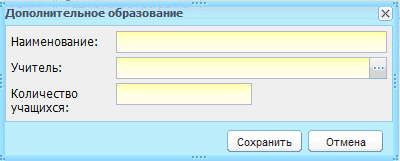 Дополнительное образование
Наименование:
Учитель:
Количество
учащихся:
Сохранить
Отмена